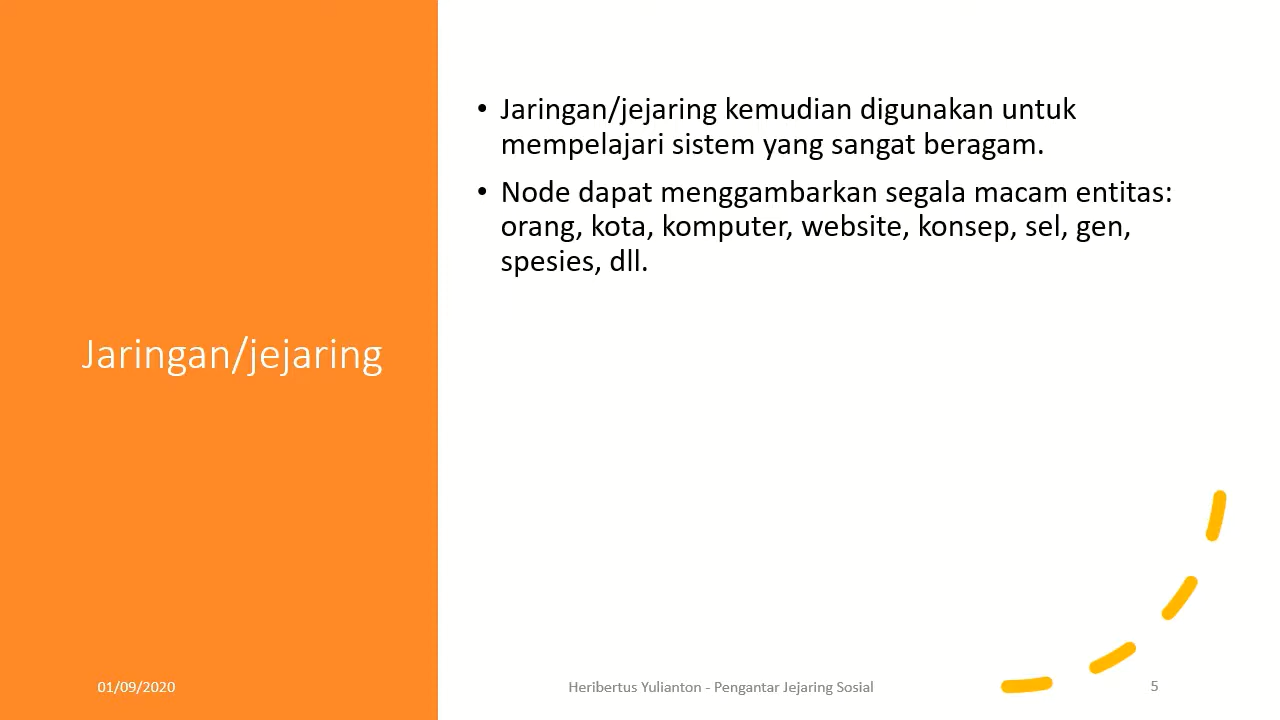 Jaringan/jejaring
• Jaringan/jejaring kemudian digunakan untuk
mempelajari sistem yang sangat beragam.
• Node dapat menggambarkan segala macam entitas:
orang, kota, komputer, website, konsep, sel, gen,
spesies, dll.
01/09/2020
Heribertus Yulianton - Pengantar Jejaring Sosial
5